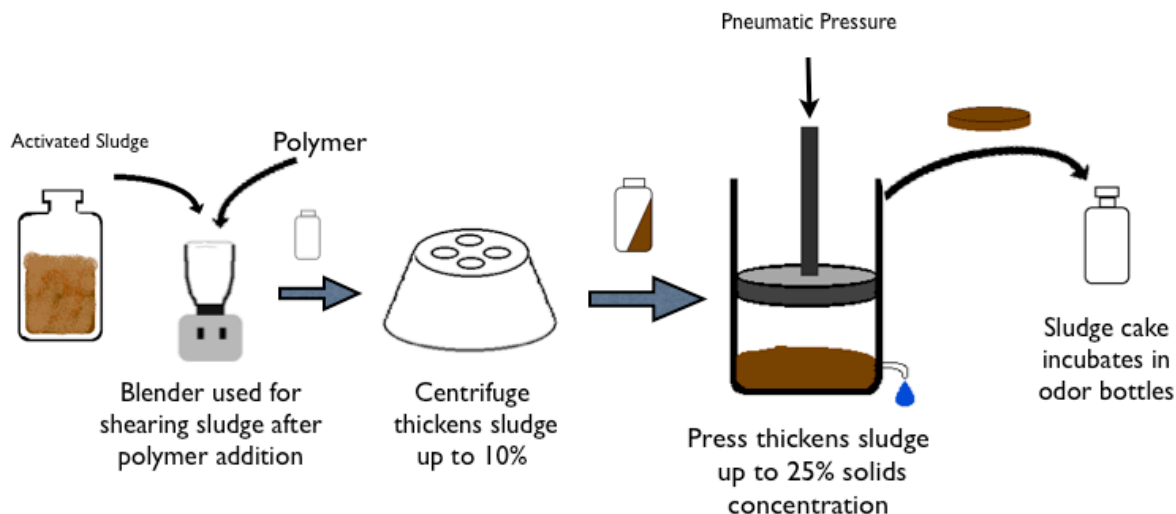 Pneumatic Pressure
Activated Sludge
Polymer
Blender used for
shearing sludge after
polymer addition
Centrifuge
thickens sludge
up to 10%
Press thickens sludge
up to 25% solids
concentration
Sludge cake
incubates in
odor bottles